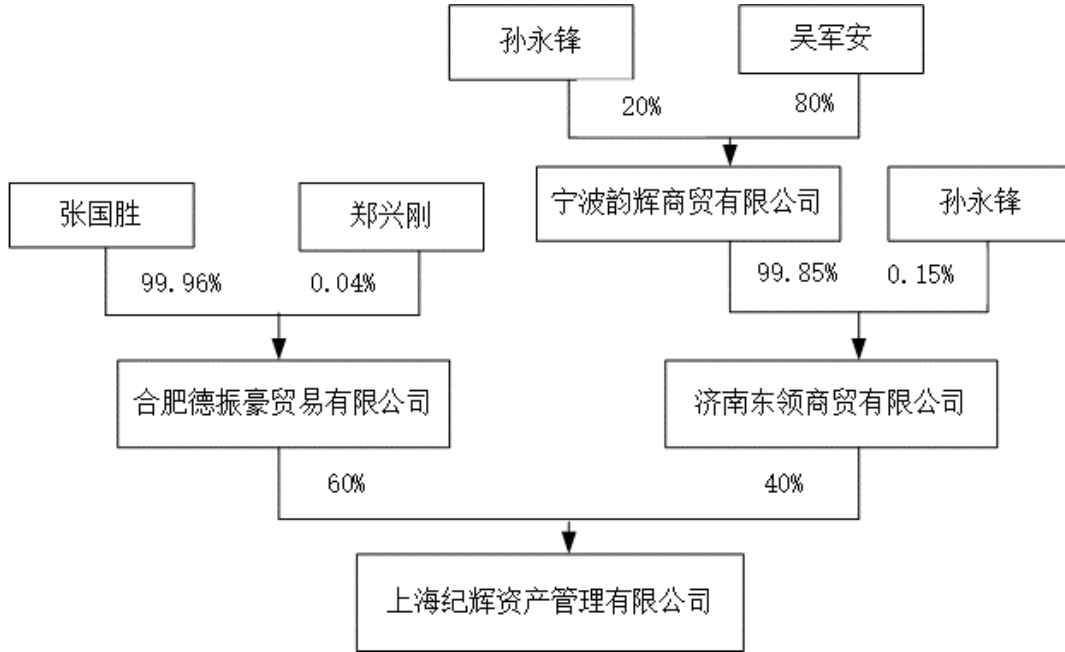 孙永锋
吴军安
20%
80%
宁波韵辉商贸有限公司
孙永锋
张国胜
郑兴刚
99.96%
0.04%
99.85%
0.15%
合肥德振豪贸易有限公司
济南东领商贸有限公司
60%
40%
上海纪辉资产管理有限公司